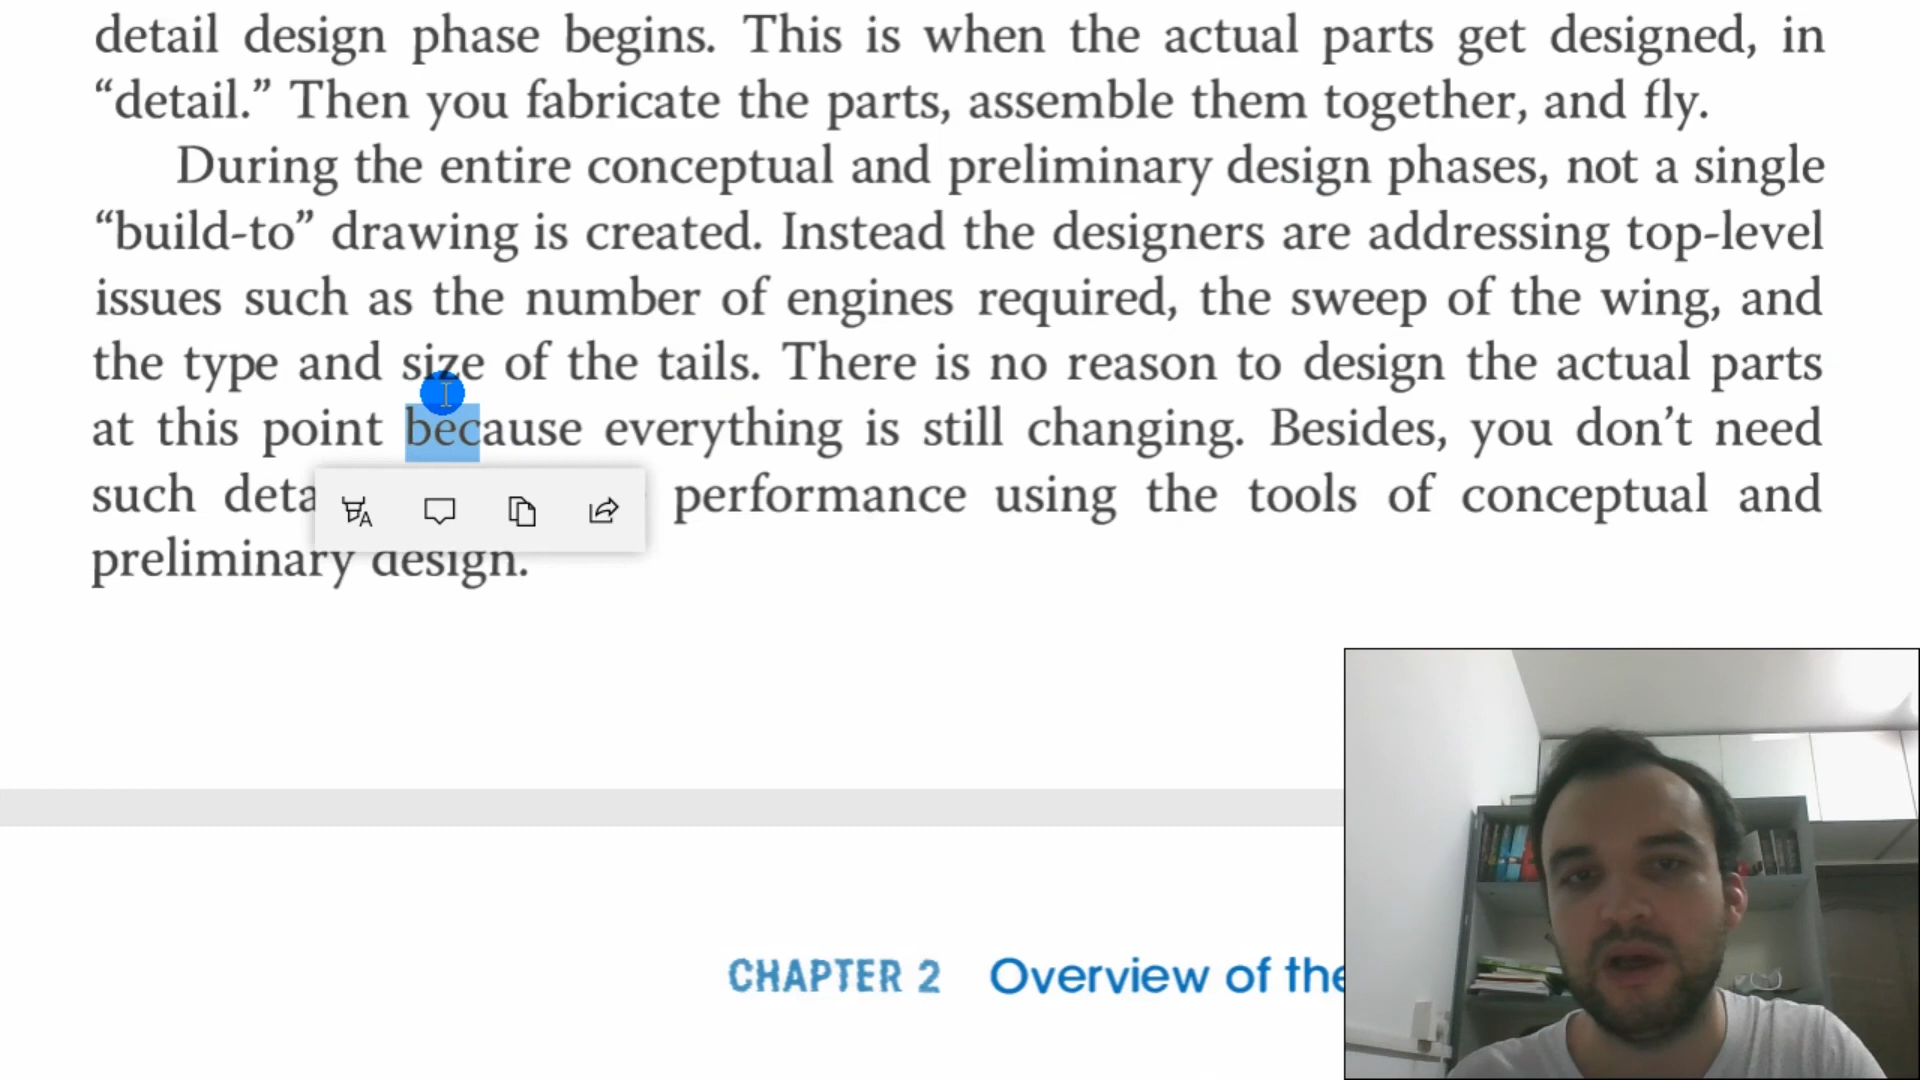 detail design phase begins. This is when the actual parts get designed, in
“detail.” Then you fabricate the parts, assemble them together, and fly.
During the entire conceptual and preliminary design phases, not a single
“build-to” drawing is created. Instead the designers are addressing top-level
issues such as the number of engines required, the sweep of the wing, and
the type and size of the tails. There is no reason to design the actual parts
at this point because everything is still changing. Besides, you don’t need
such deta performance using the tools of conceptual and
preliminary design.
CHAPTER 2 Overview of the